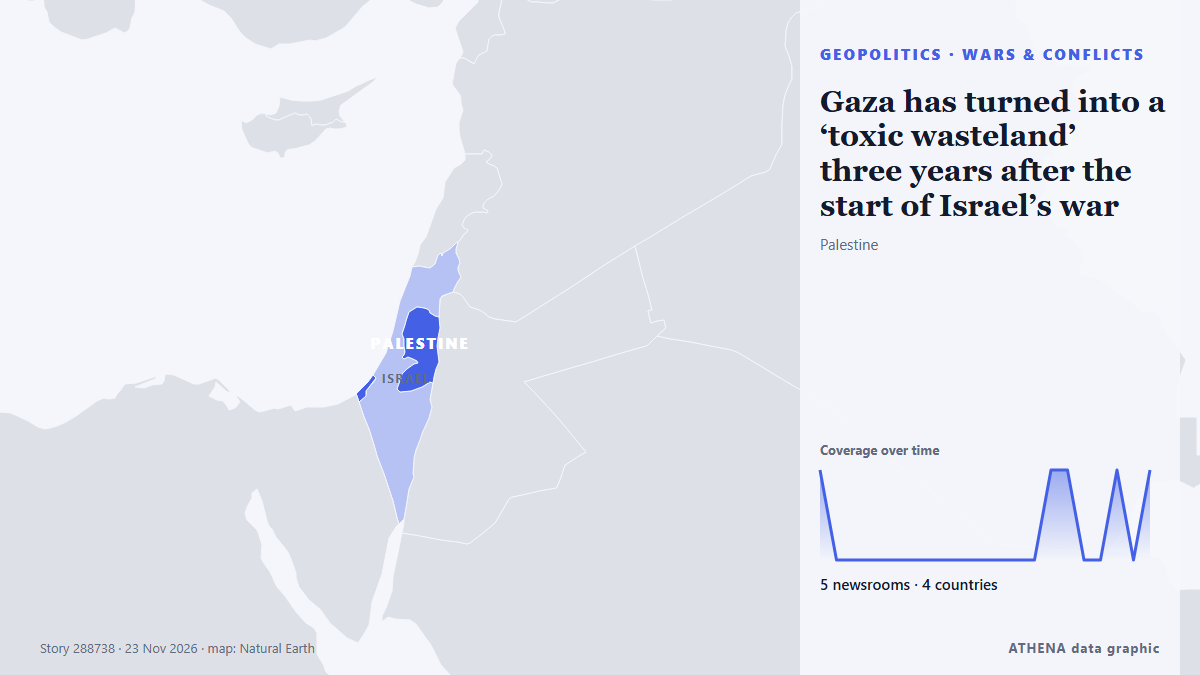 GEOPOLITICS · WARS & CONFLICTS
Gaza has turned into a
‘toxic wasteland’
three years after the
start of Israel’s war
Palestine
PALESTINE
ISRAEL
Coverage over time
5 newsrooms · 4 countries
Story 288738 · 23 Nov 2026 · map: Natural Earth
ATHENA data graphic